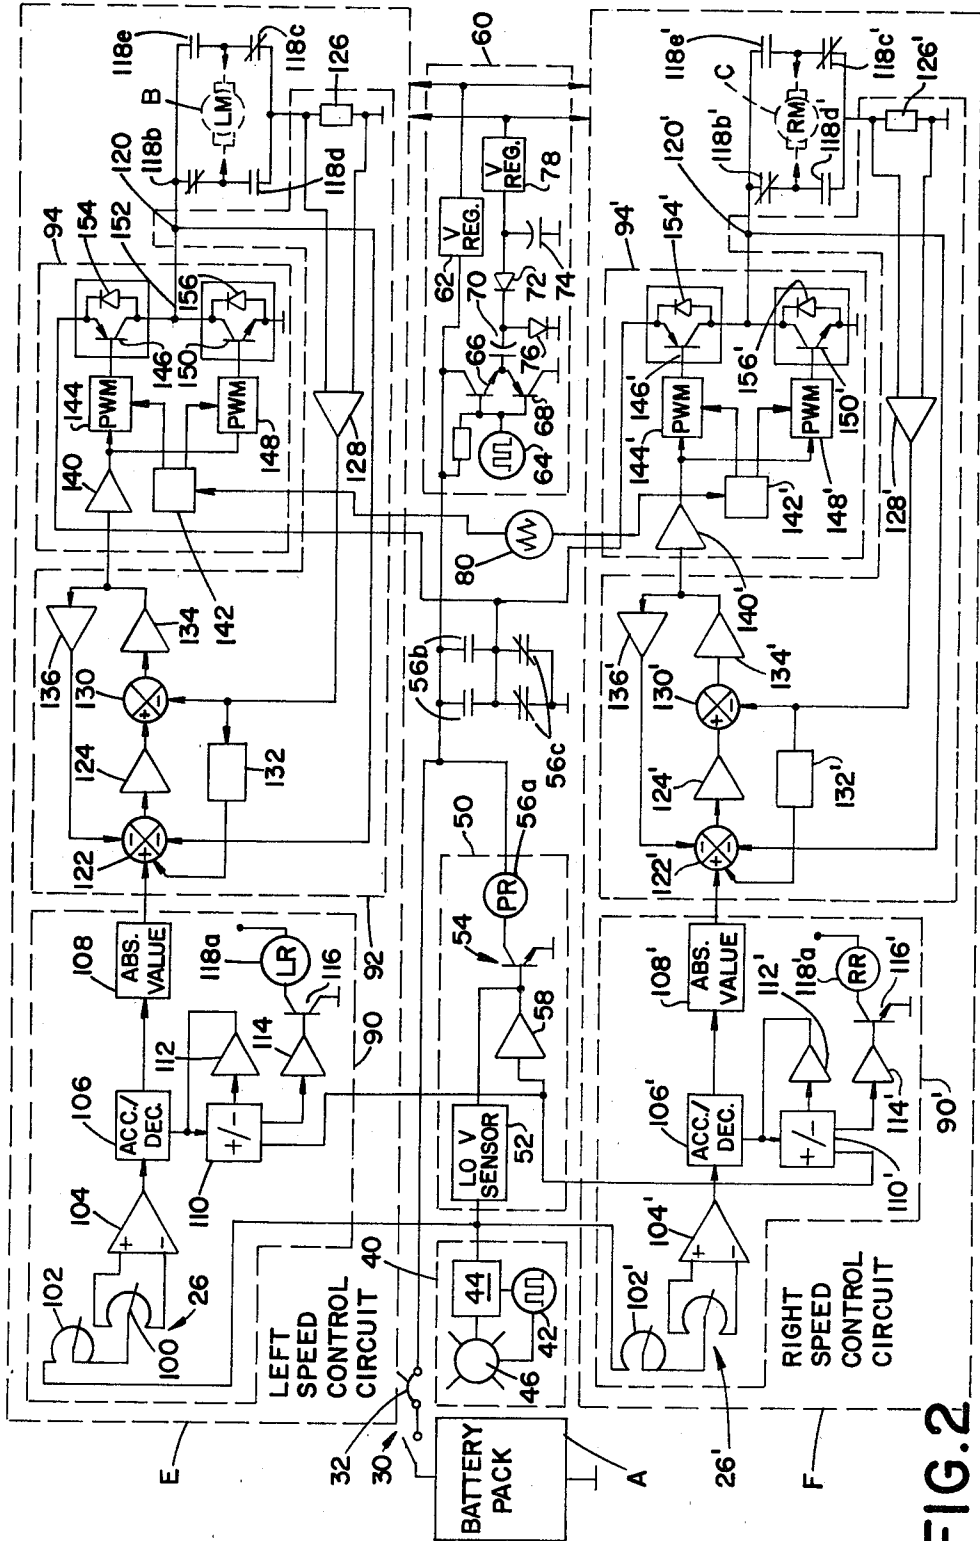 118e
118c
B
126
118b
LM
120
118d
152
154
94
156
146
150
144
PWM
PWM
148
140
128
142
136
134
130
124
132
122
92
108
ABS.
VALUE
118a
LR
116
90
106
ACC./
DEC.
112
114
+/-
110
104
+
-
102
100
26
LEFT
SPEED
CONTROL
CIRCUIT
E
60
V
REG.
62
V
REG.
78
70
72
74
66
76
68
64
80
56b
56c
50
56a
PR
54
58
LO V
SENSOR
52
40
44
42
46
32
30
BATTERY
PACK
A
118e'
118c'
C
126'
118b'
RM
118d'
120'
94'
154'
146'
156'
150'
144'
PWM
PWM
148'
142'
128'
140'
136'
134'
130'
124'
132'
122'
108'
ABS.
VALUE
118'a
RR
116'
112'
90'
106'
ACC./
DEC.
114'
+/-
110'
104'
+
-
102'
RIGHT
SPEED
CONTROL
CIRCUIT
26'
F
FIG.2